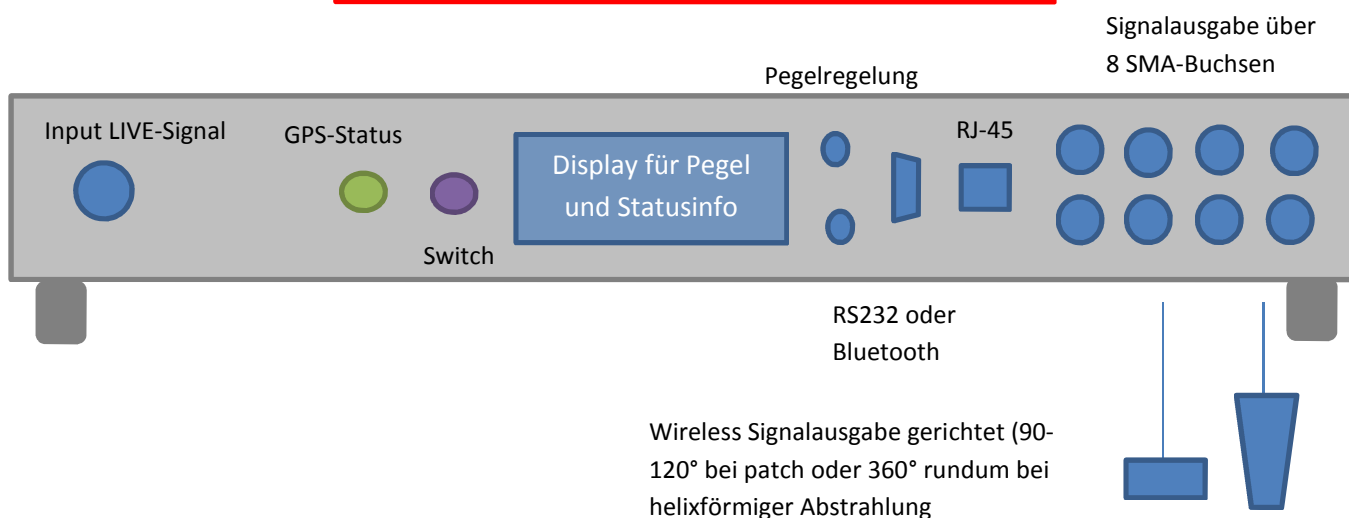 Signalausgabe über
8 SMA-Buchsen
Pegelregelung
Input LIVE-Signal
GPS-Status
RJ-45
Display für Pegel
und Statusinfo
Switch
RS232 oder
Bluetooth
Wireless Signalausgabe gerichtet (90-
120° bei patch oder 360° rundum bei
helixförmiger Abstrahlung